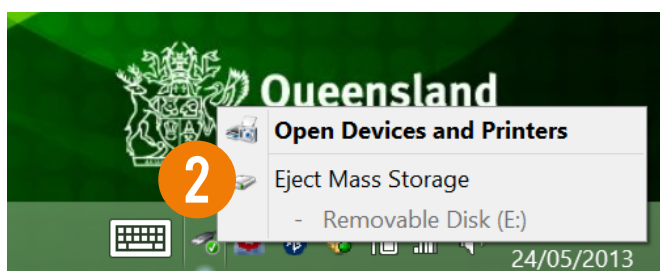 Queensland
Open Devices and Printers
2
Eject Mass Storage
- Removable Disk (E:)
24/05/2013